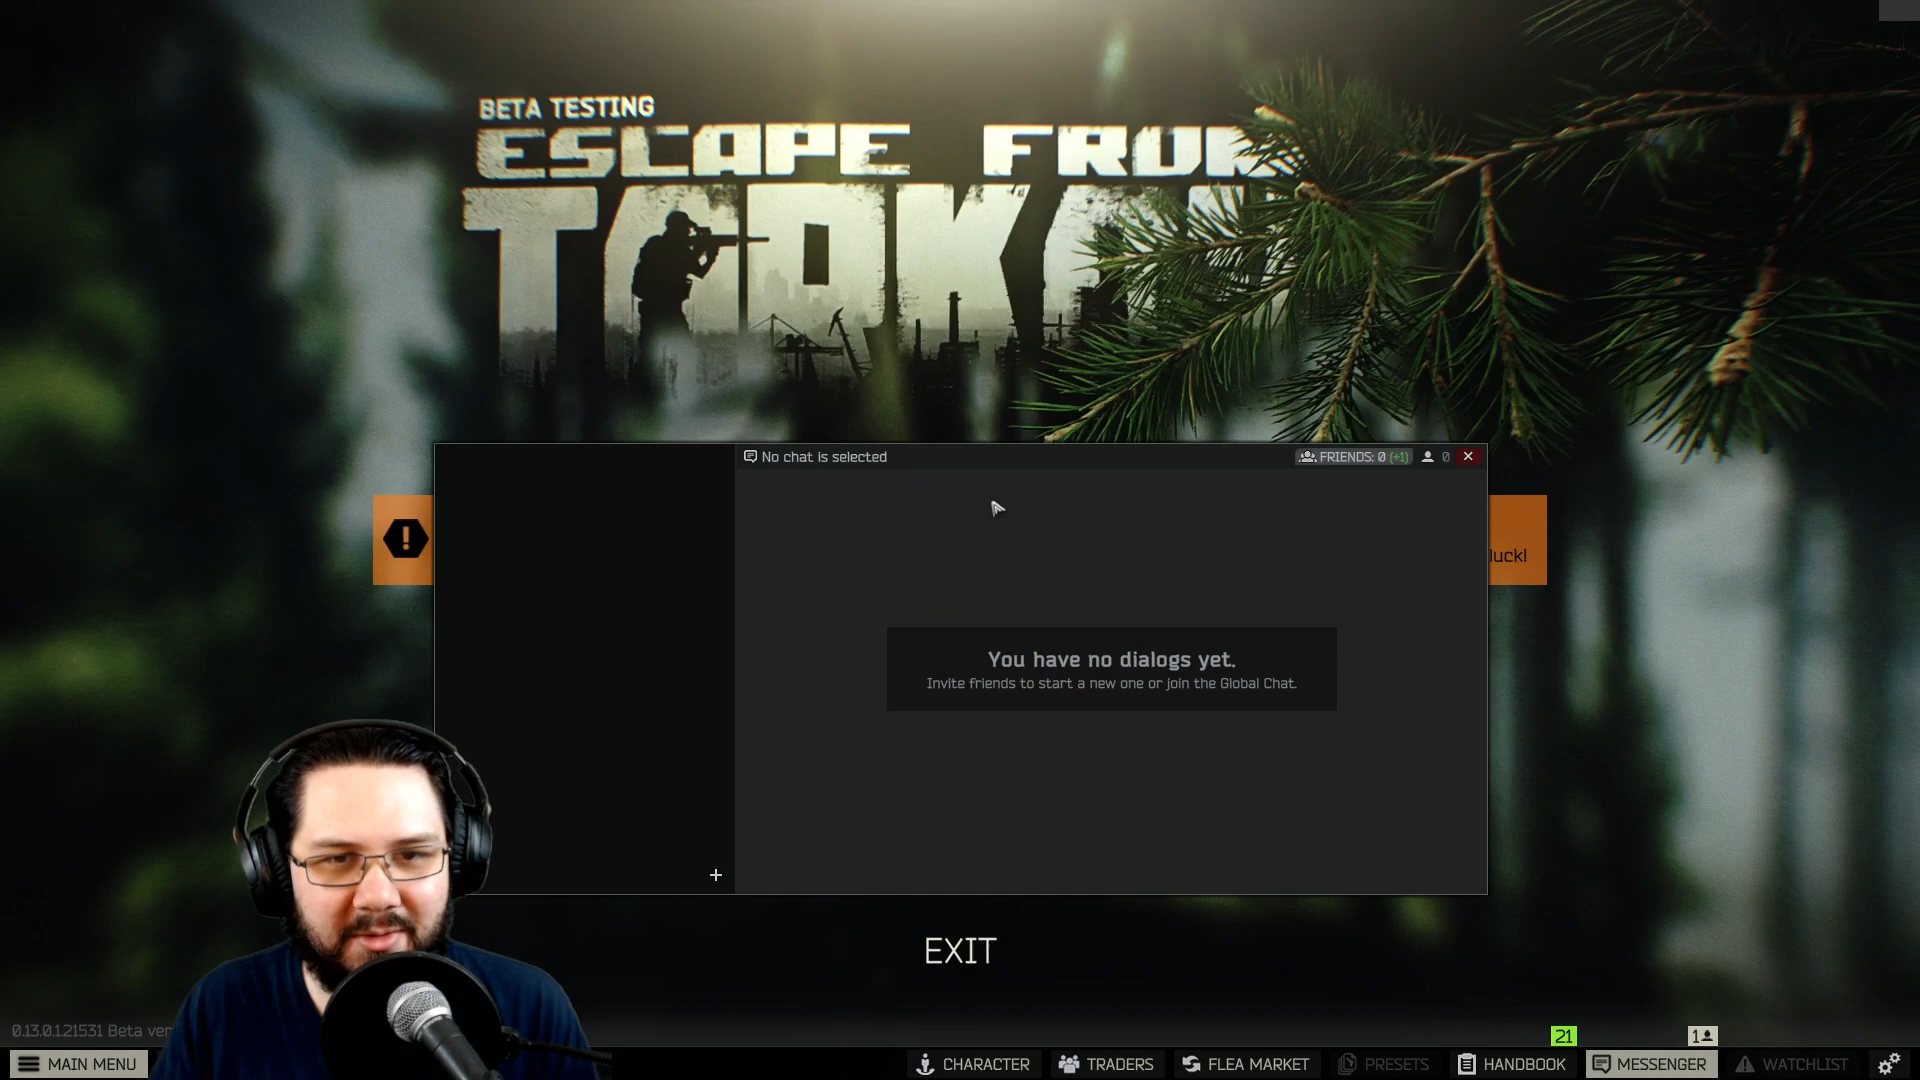 BETA TESTING
ESCAPE FROM
No chat is selected
FRIENDS: 0 (+1)
0
luck!
You have no dialogs yet.
Invite friends to start a new one or join the Global Chat.
EXIT
0.13.0.1.21531 Beta ver
21
1
MAIN MENU
CHARACTER
TRADERS
FLEA MARKET
PRESETS
HANDBOOK
MESSENGER
WATCHLIST